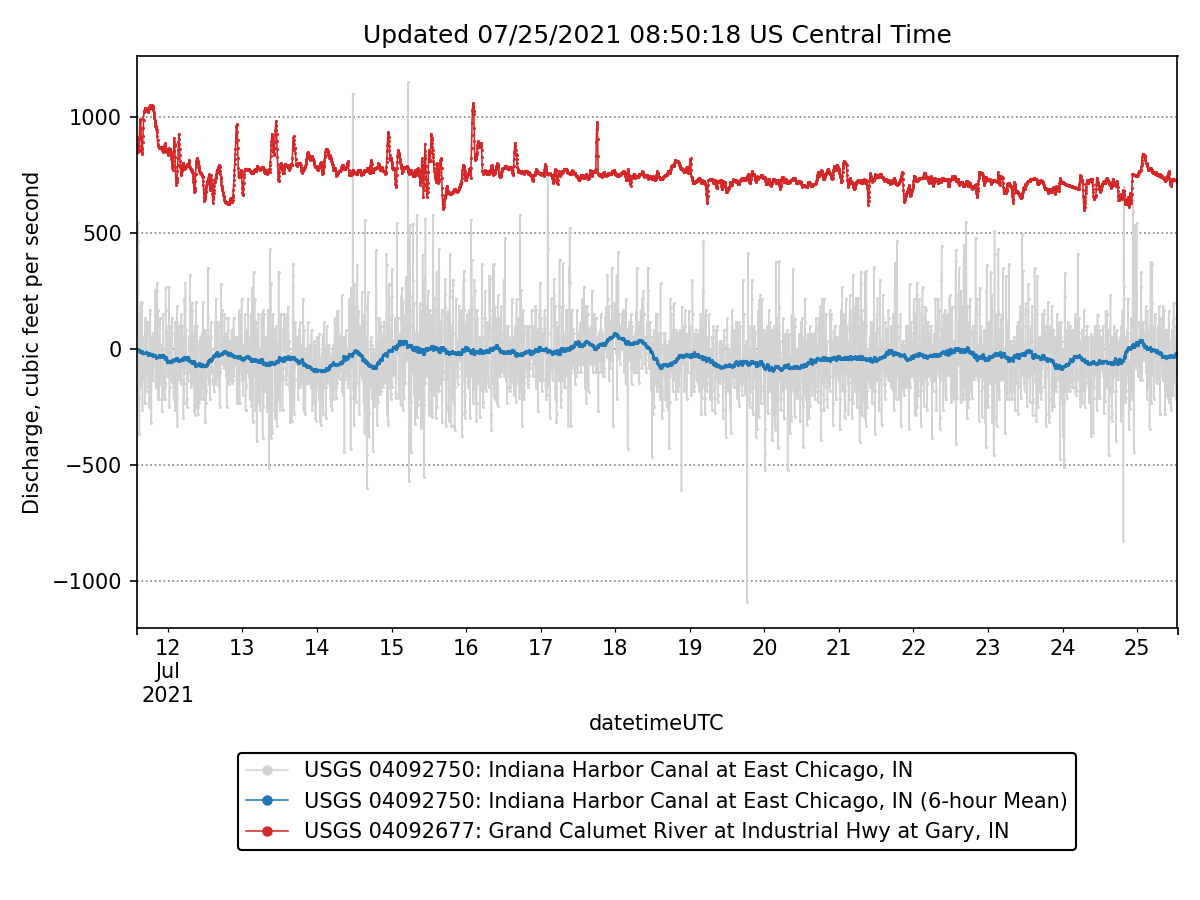 Updated 07/25/2021 08:50:18 US Central Time
Discharge, cubic feet per second
1000
500
0
−500
−1000
12 13 14 15 16 17 18 19 20 21 22 23 24 25
Jul
2021
datetimeUTC
USGS 04092750: Indiana Harbor Canal at East Chicago, IN
USGS 04092750: Indiana Harbor Canal at East Chicago, IN (6-hour Mean)
USGS 04092677: Grand Calumet River at Industrial Hwy at Gary, IN